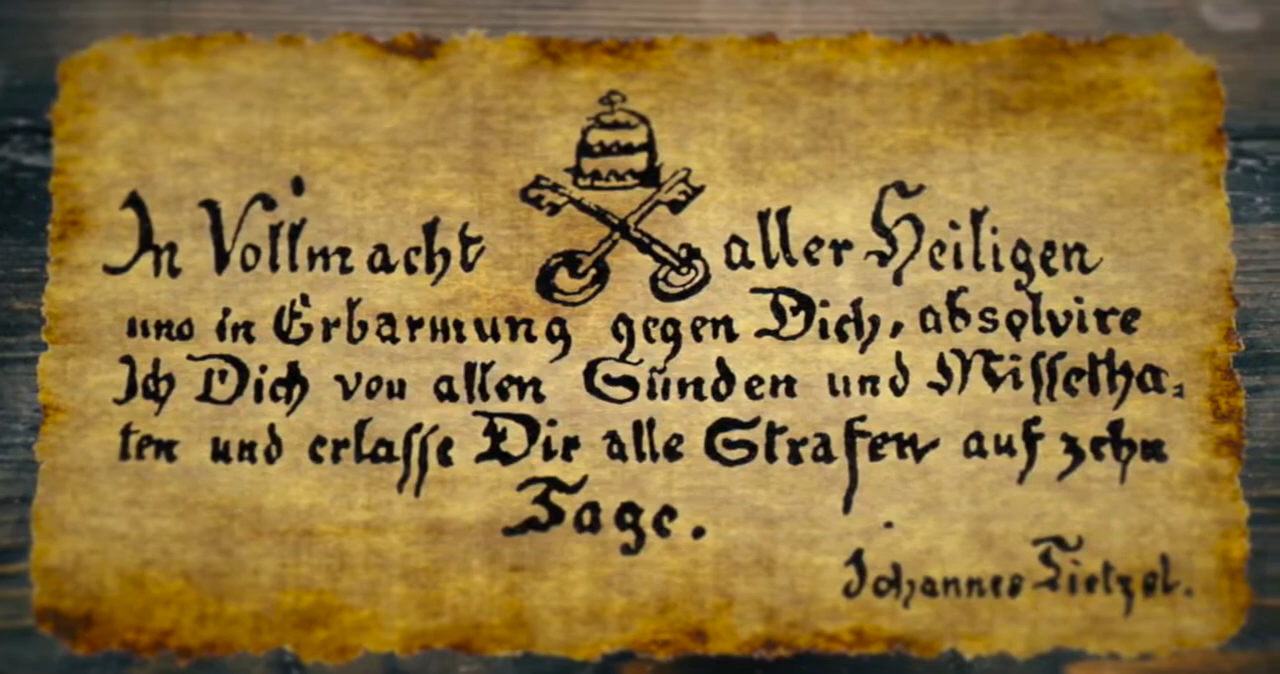 In Vollmacht aller Heiligen
und in Erbarmung gegen Dich, absolvire
Ich Dich von allen Sünden und Missetha=
ten und erlasse Dir alle Strafen auf zehn
Tage.
Johannes Tietzel.